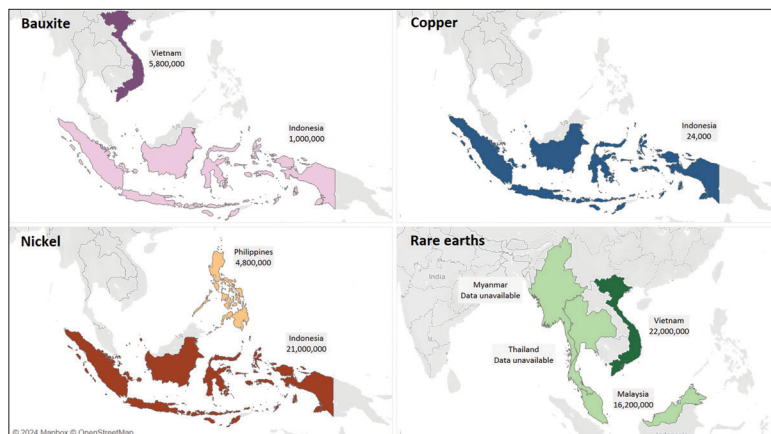 Bauxite
Vietnam
5,800,000
Indonesia
1,000,000
Copper
Indonesia
24,000
Nickel
Philippines
4,800,000
Indonesia
21,000,000
© 2024 Mapbox © OpenStreetMap
Rare earths
India
Myanmar
Data unavailable
Vietnam
22,000,000
Thailand
Data unavailable
Malaysia
16,200,000